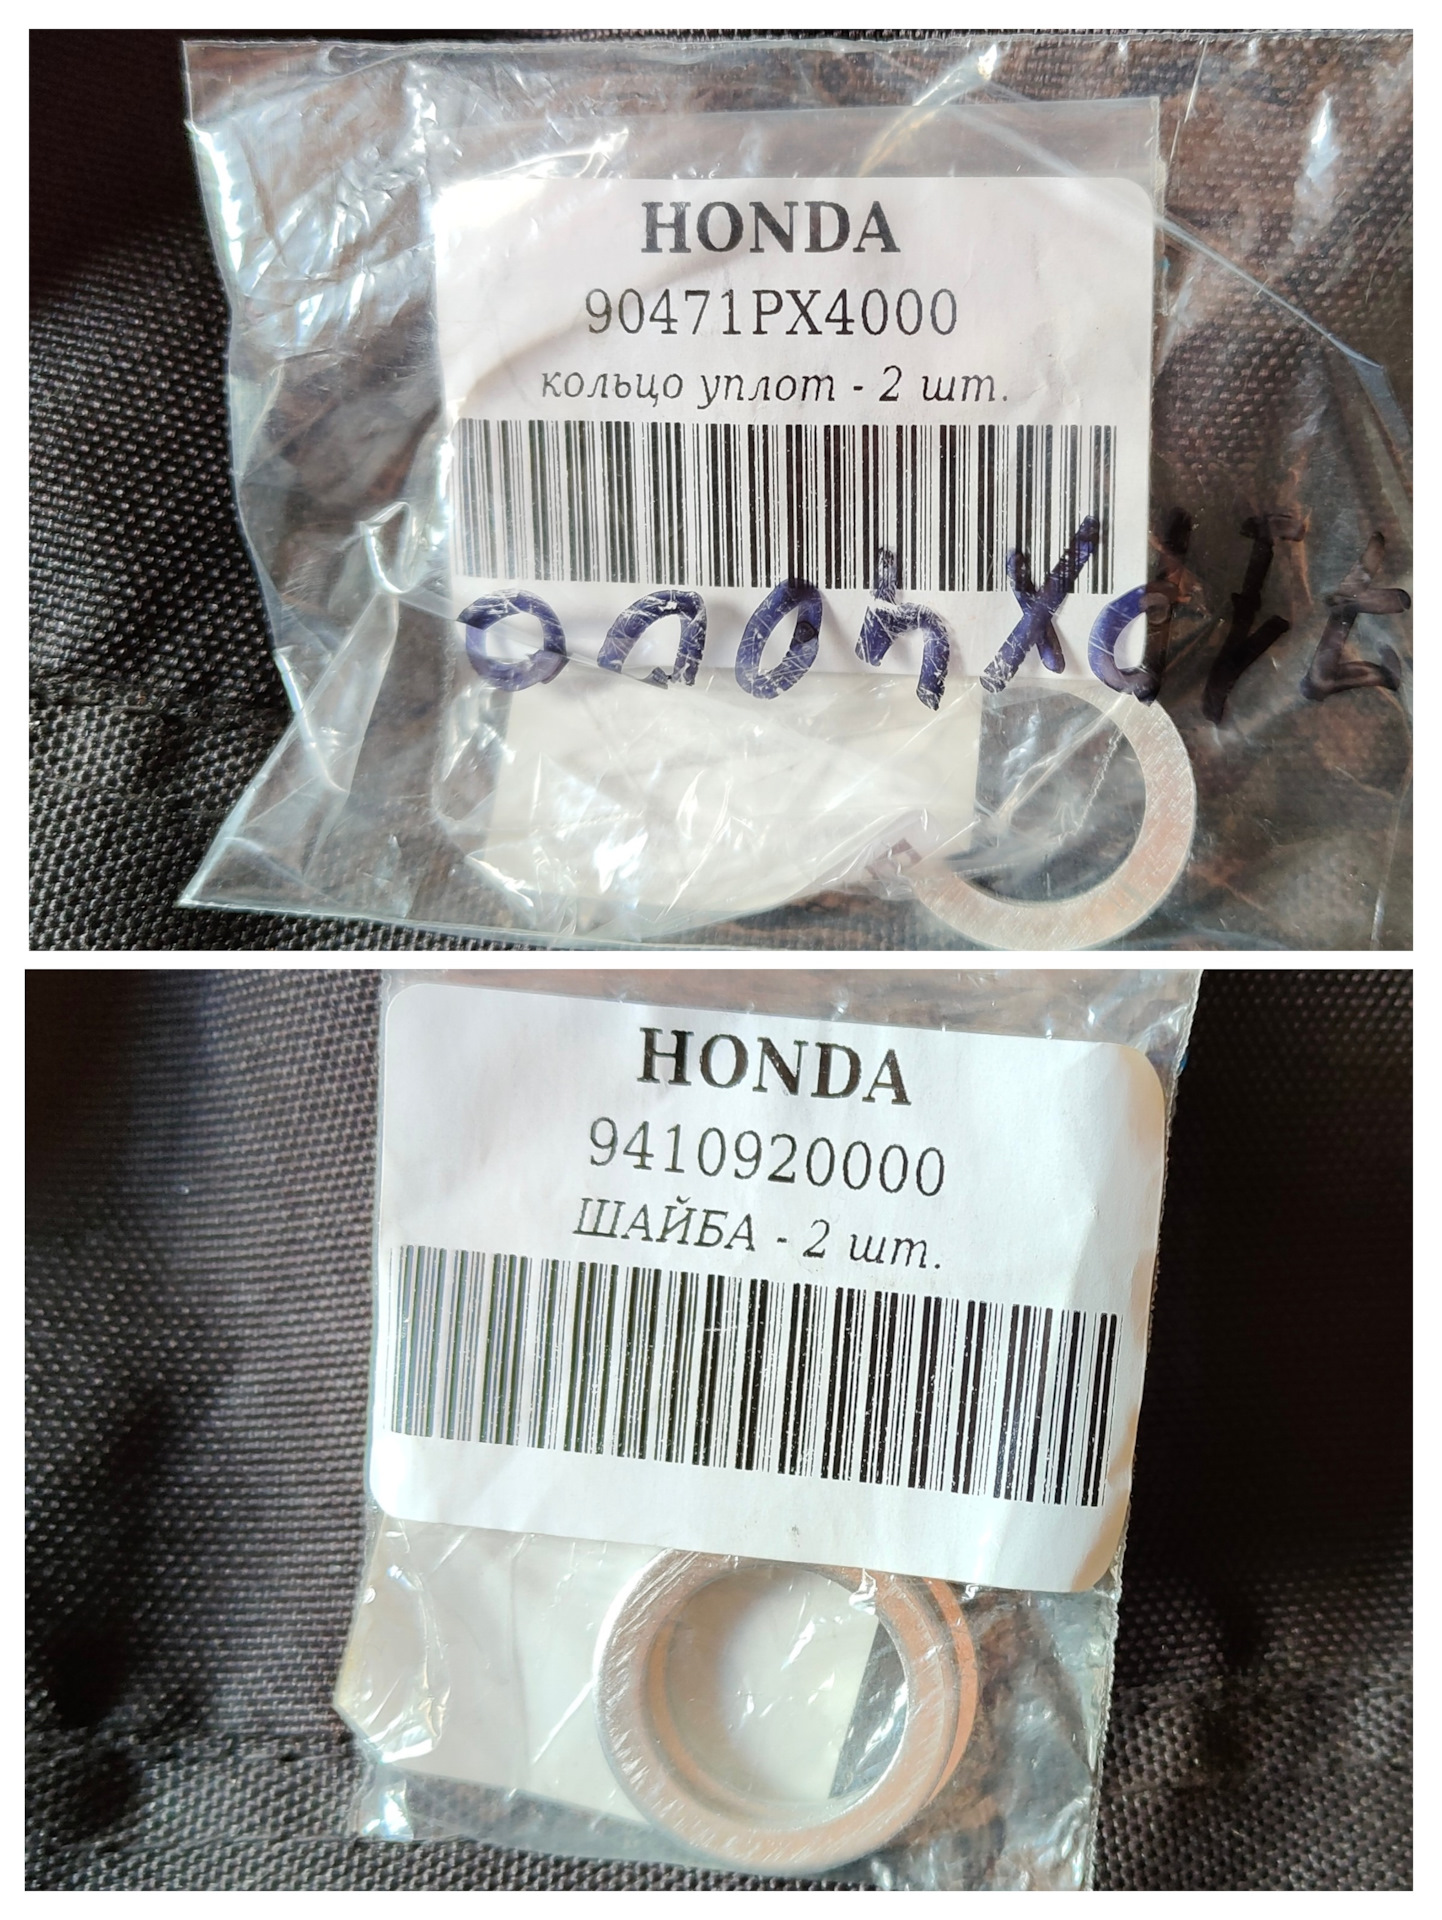 HONDA
90471PX4000
кольцо уплот - 2 шт.
HONDA
9410920000
ШАЙБА - 2 шт.